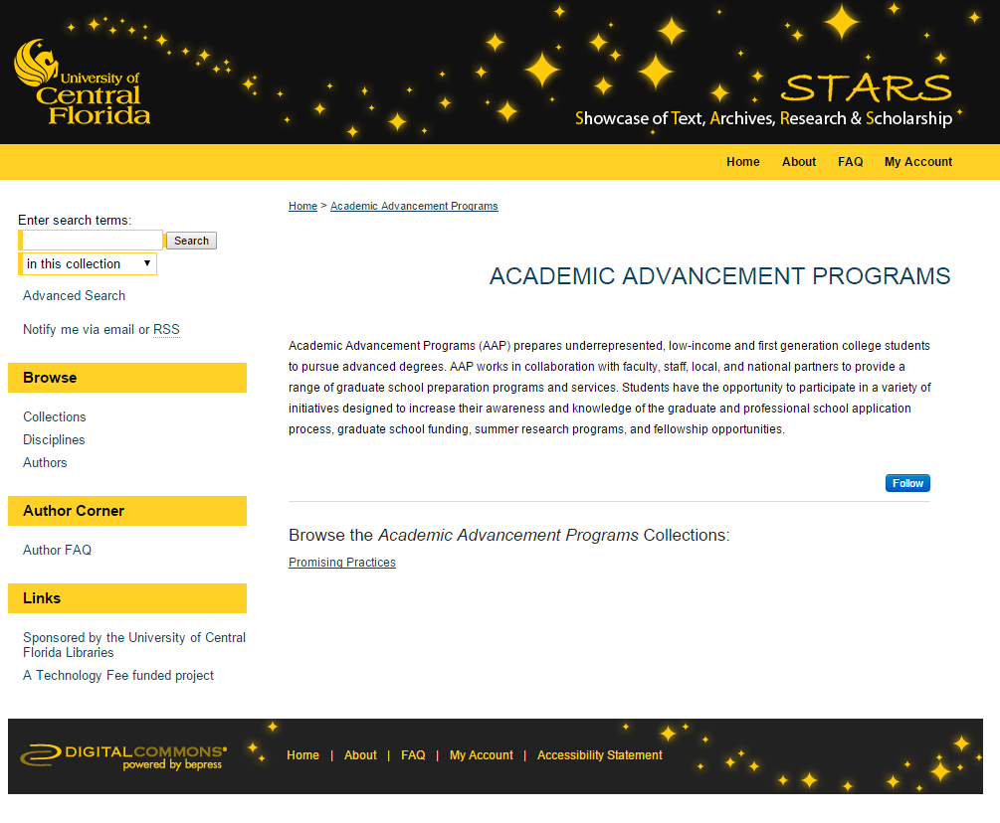 University of
Central
Florida
STARS
Showcase of Text, Archives, Research & Scholarship
Home About FAQ My Account
Home > Academic Advancement Programs
Enter search terms:
Search
in this collection
Advanced Search
Notify me via email or RSS
Browse
Collections
Disciplines
Authors
Author Corner
Author FAQ
Links
Sponsored by the University of Central
Florida Libraries
A Technology Fee funded project
ACADEMIC ADVANCEMENT PROGRAMS
Academic Advancement Programs (AAP) prepares underrepresented, low-income and first generation college students
to pursue advanced degrees. AAP works in collaboration with faculty, staff, local, and national partners to provide a
range of graduate school preparation programs and services. Students have the opportunity to participate in a variety of
initiatives designed to increase their awareness and knowledge of the graduate and professional school application
process, graduate school funding, summer research programs, and fellowship opportunities.
Follow
Browse the Academic Advancement Programs Collections:
Promising Practices
DIGITALCOMMONS®
powered by bepress
Home | About | FAQ | My Account | Accessibility Statement